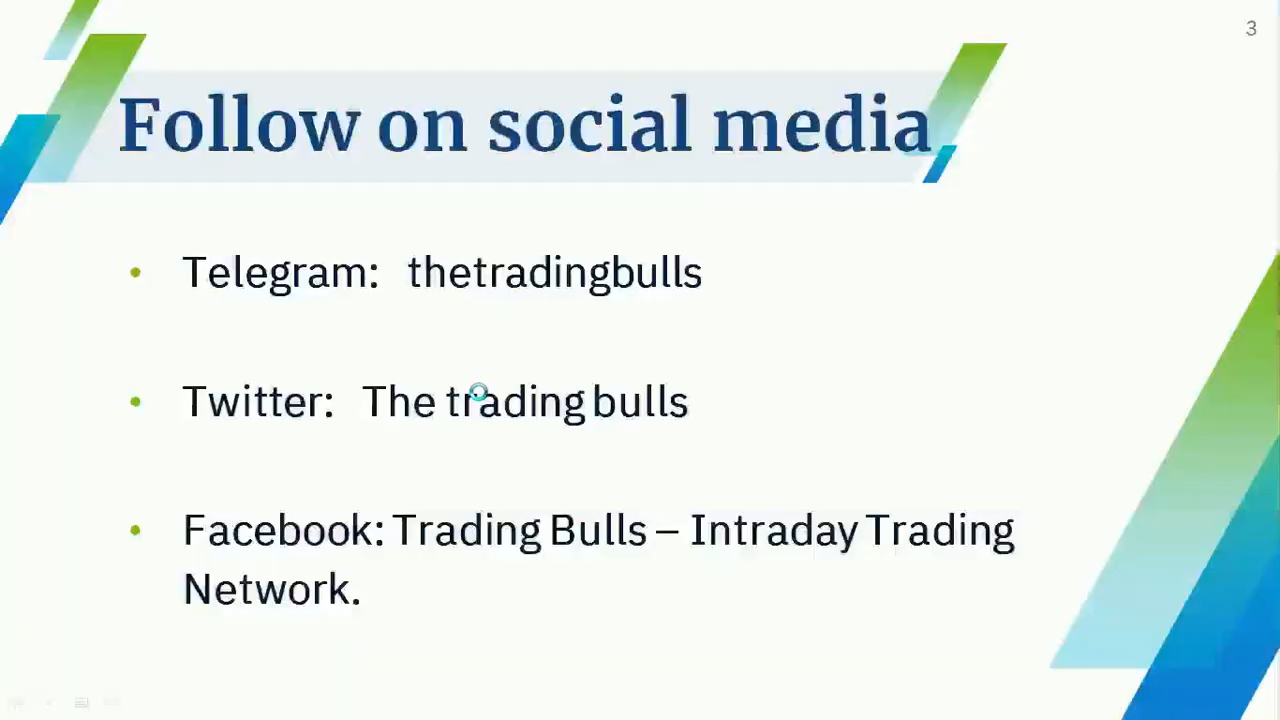 3
Follow on social media
• Telegram: thetradingbulls
• Twitter: The trading bulls
• Facebook: Trading Bulls – Intraday Trading
Network.